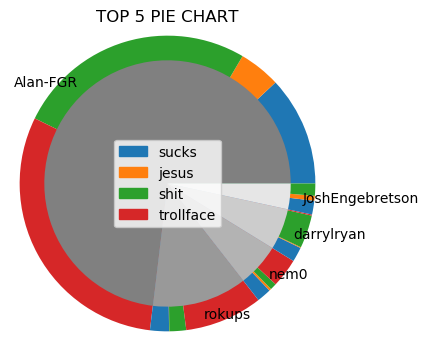 TOP 5 PIE CHART
Alan-FGR
sucks
jesus
shit
trollface
JoshEngebretson
darrylryan
nem0
rokups